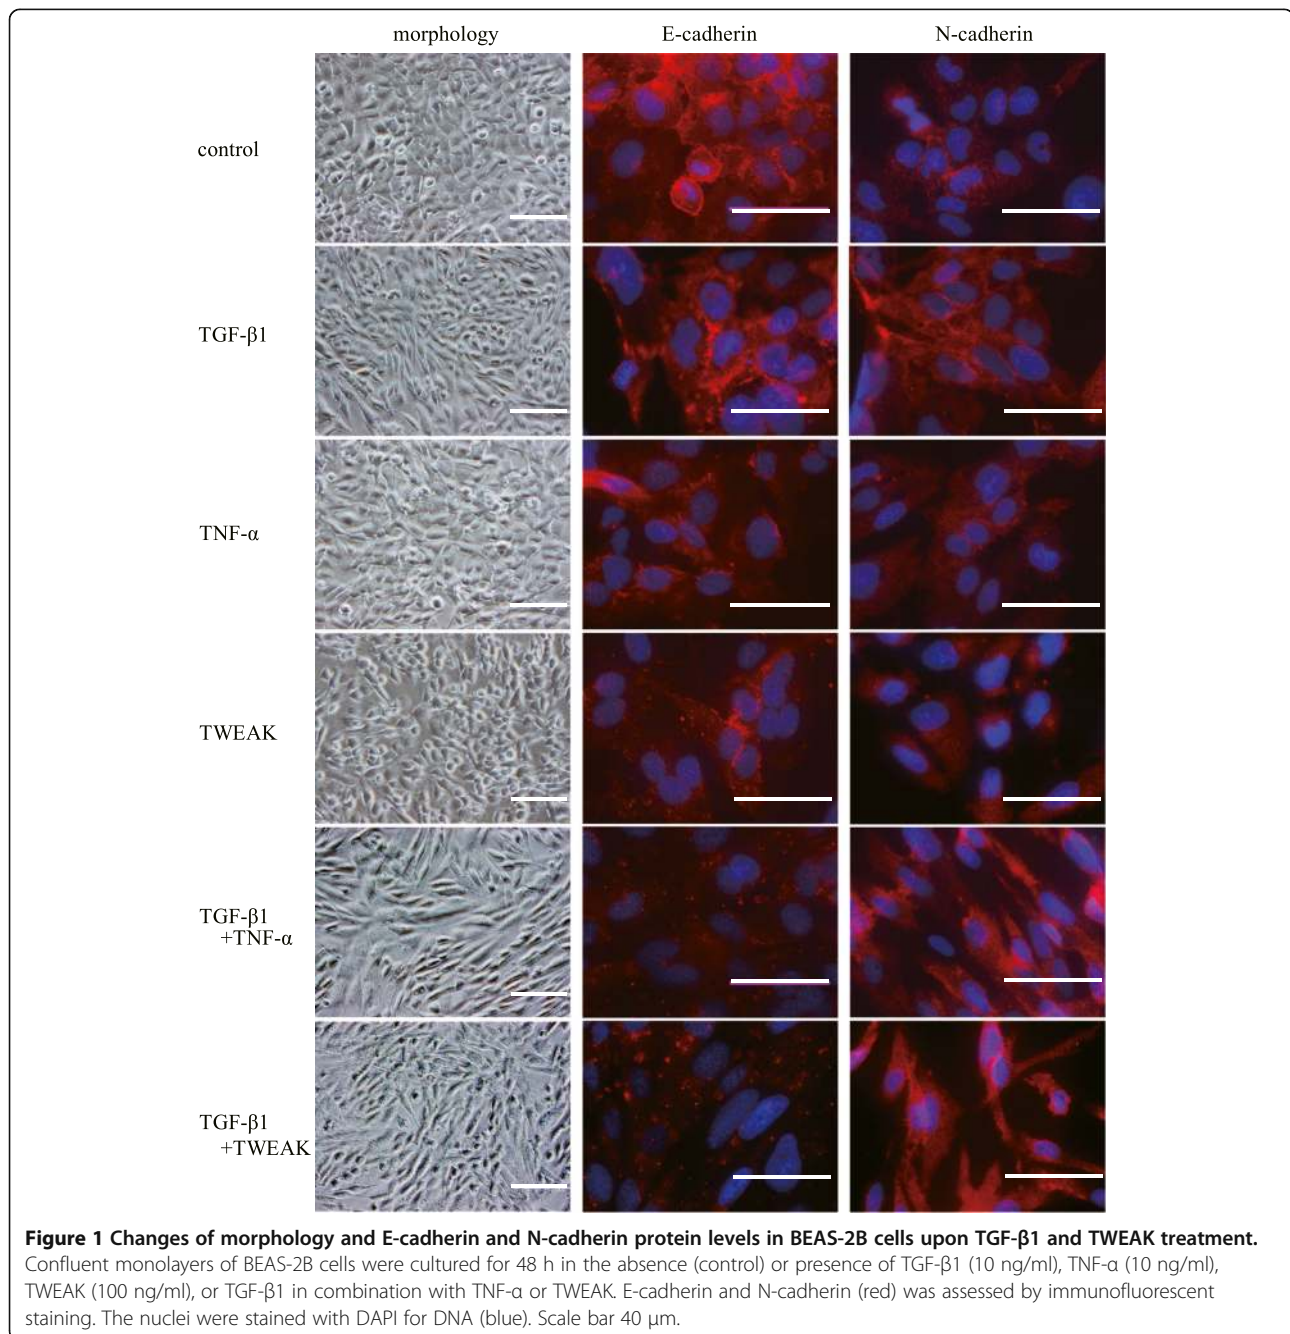 morphology E-cadherin N-cadherin
control
TGF-β1
TNF-α
TWEAK
TGF-β1
+TNF-α
TGF-β1
+TWEAK
Figure 1 Changes of morphology and E-cadherin and N-cadherin protein levels in BEAS-2B cells upon TGF-β1 and TWEAK treatment.
Confluent monolayers of BEAS-2B cells were cultured for 48 h in the absence (control) or presence of TGF-β1 (10 ng/ml), TNF-α (10 ng/ml),
TWEAK (100 ng/ml), or TGF-β1 in combination with TNF-α or TWEAK. E-cadherin and N-cadherin (red) was assessed by immunofluorescent
staining. The nuclei were stained with DAPI for DNA (blue). Scale bar 40 μm.